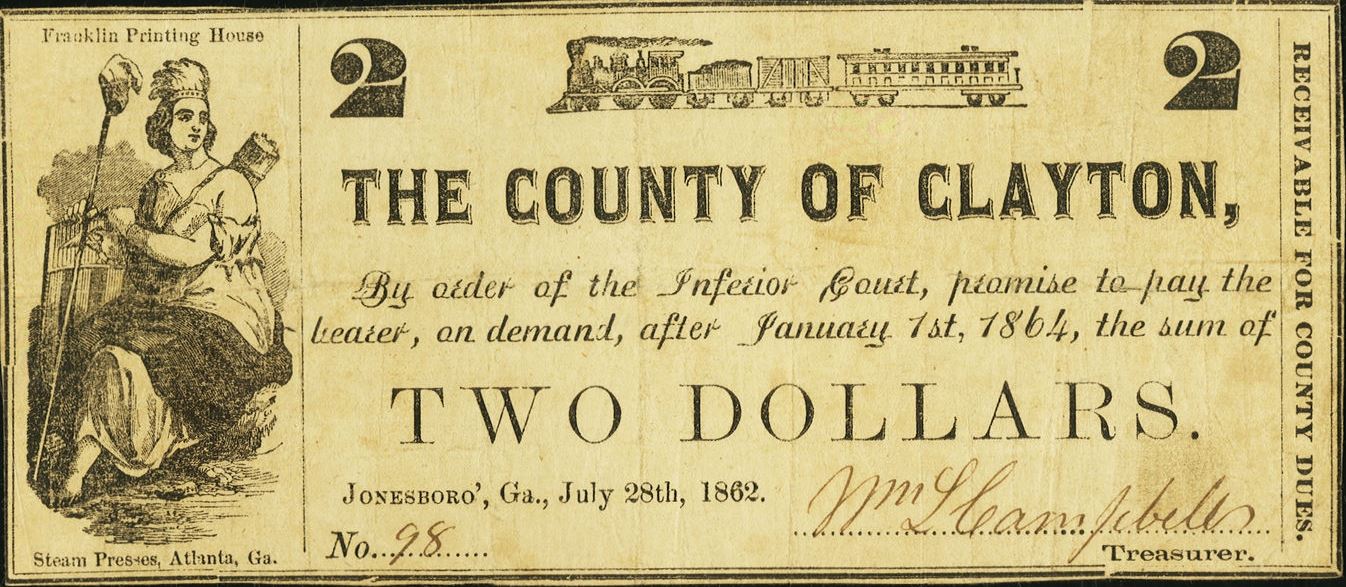 Franklin Printing House
2 2
THE COUNTY OF CLAYTON,
By order of the Inferior Court, promise to pay the
bearer, on demand, after January 1st, 1864, the sum of
TWO DOLLARS.
JONESBORO', Ga., July 28th, 1862.
Wm L Campbell
No. 98
Treasurer.
Steam Presses, Atlanta, Ga.
RECEIVABLE FOR COUNTY DUES.